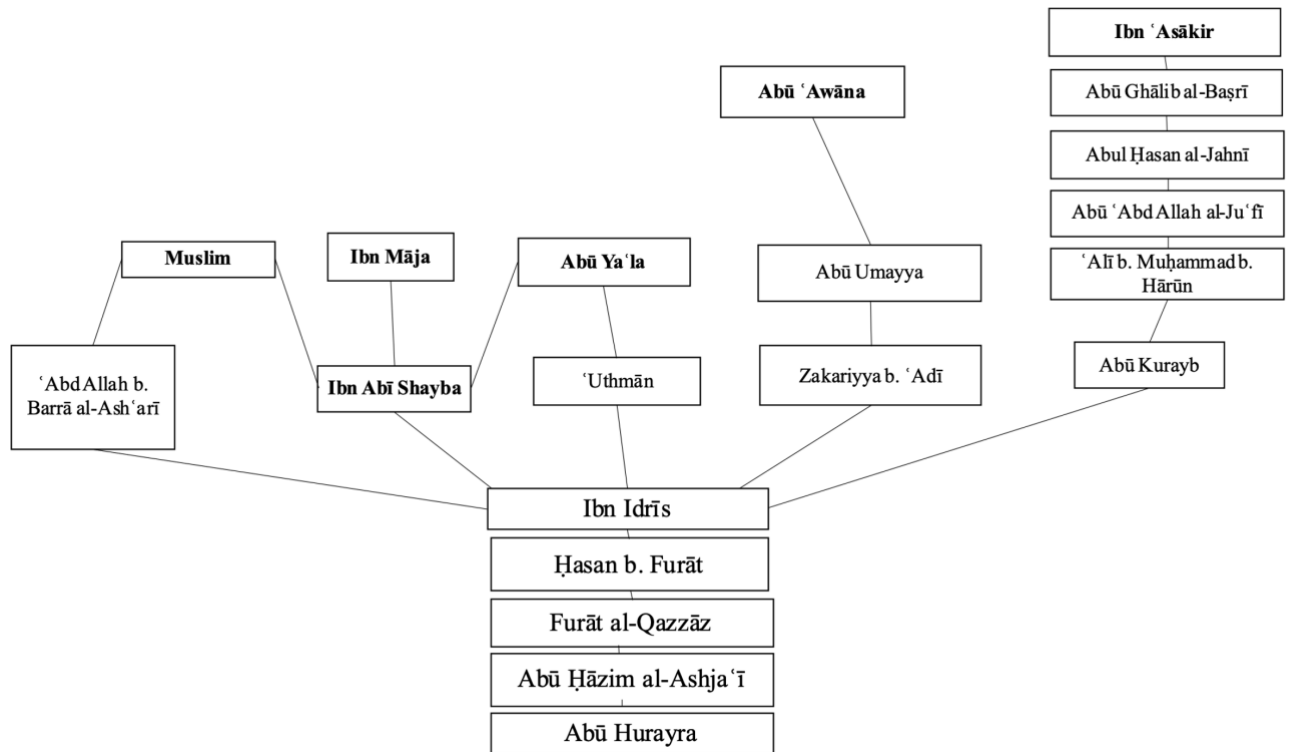 Ibn ʿAsākir
Abū ʿAwāna
Abū Ghālib al-Baṣrī
Abul Ḥasan al-Jahnī
Abū ʿAbd Allah al-Juʿfī
Muslim
Ibn Māja
Abū Yaʿla
Abū Umayya
ʿAlī b. Muḥammad b.
Hārūn
ʿAbd Allah b.
Barrā al-Ashʿarī
Ibn Abī Shayba
ʿUthmān
Zakariyya b. ʿAdī
Abū Kurayb
Ibn Idrīs
Ḥasan b. Furāt
Furāt al-Qazzāz
Abū Ḥāzim al-Ashjaʿī
Abū Hurayra